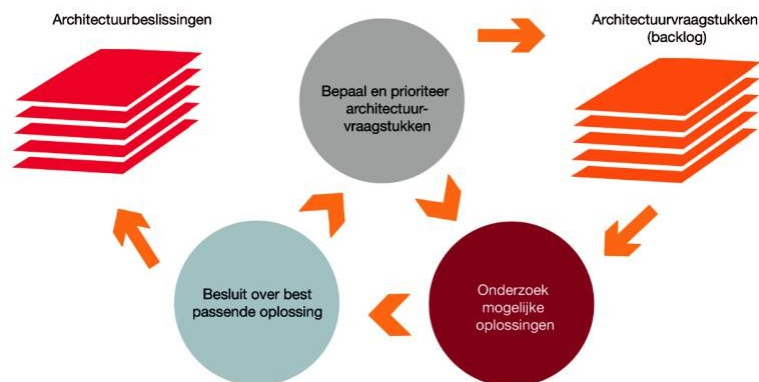 Architectuurbeslissingen
Architectuurvraagstukken
(backlog)
Bepaal en prioriteer
architectuur-
vraagstukken
Besluit over best
passende oplossing
Onderzoek
mogelijke
oplossingen